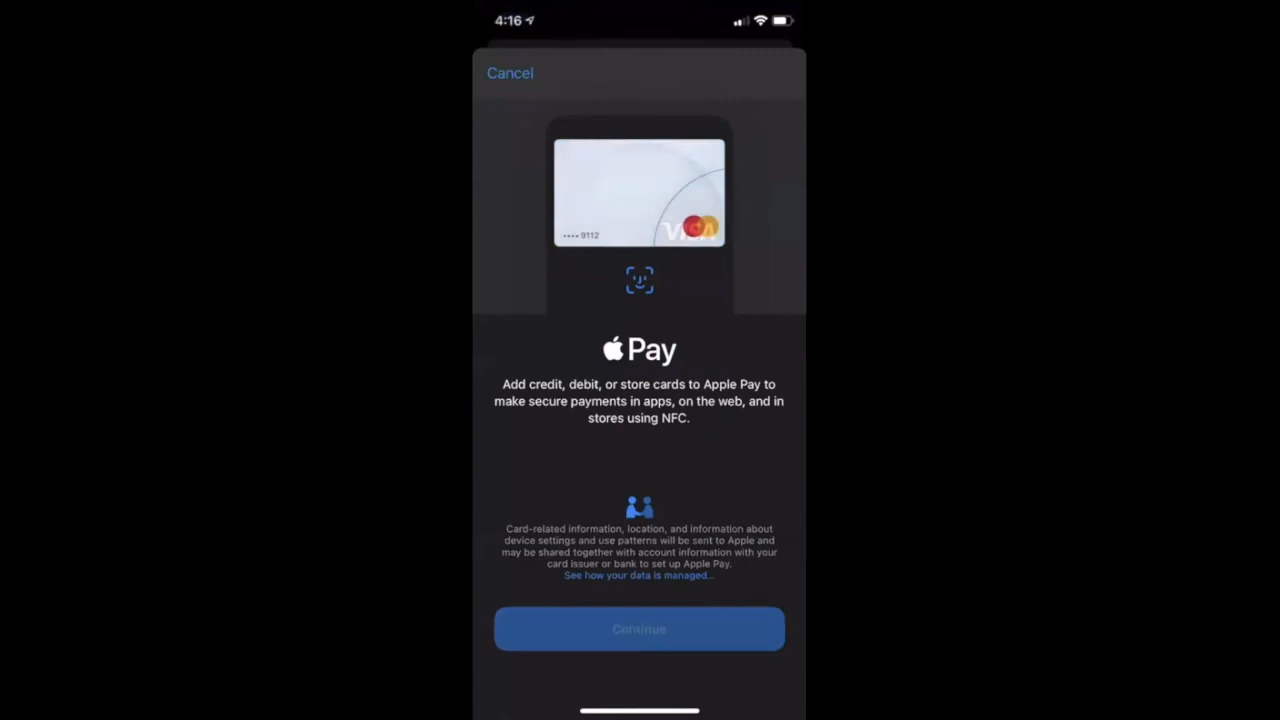 4:16
Cancel
VISA
•••• 9112
Pay
Add credit, debit, or store cards to Apple Pay to
make secure payments in apps, on the web, and in
stores using NFC.
Card-related information, location, and information about
device settings and use patterns will be sent to Apple and
may be shared together with account information with your
card issuer or bank to set up Apple Pay.
See how your data is managed...
Continue